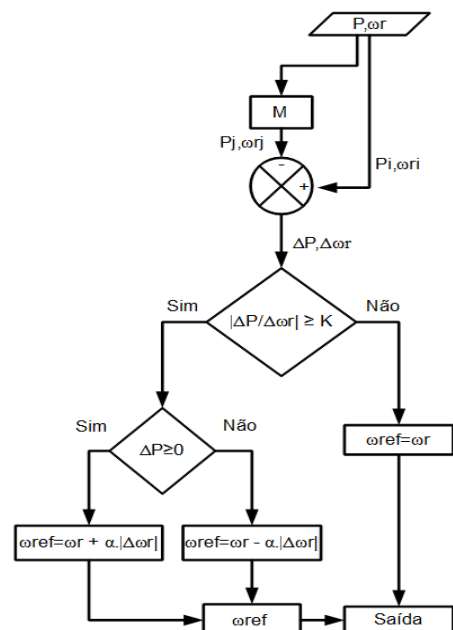 P,ωr
M
Pj,ωrj
-
+
Pi,ωri
ΔP,Δωr
Sim
|ΔP/Δωr| ≥ K
Não
Sim
ΔP≥0
Não
ωref=ωr
ωref=ωr + α.|Δωr|
ωref=ωr - α.|Δωr|
ωref
Saída